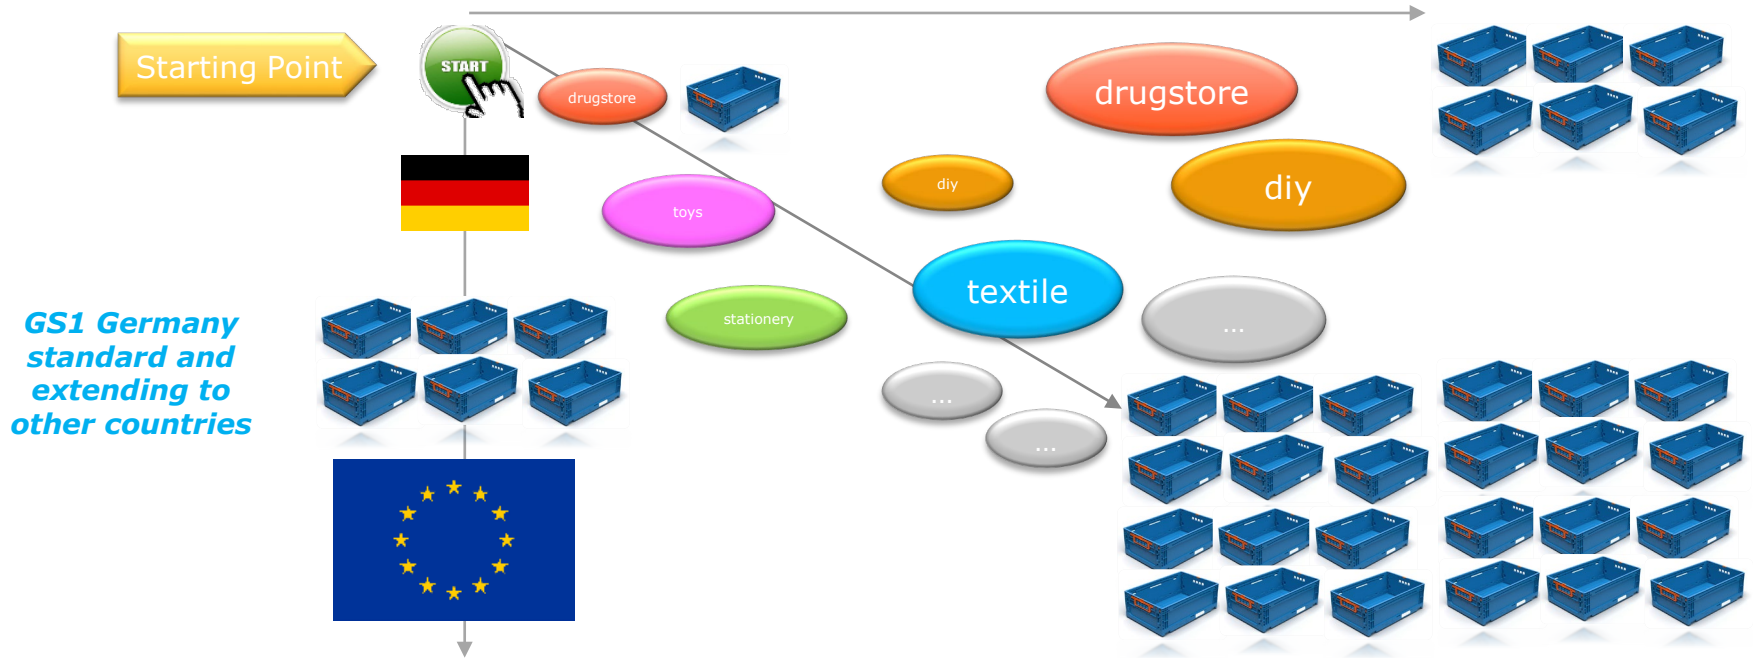 Starting Point
START
drugstore
drugstore
diy
diy
toys
textile
stationery
...
...
...
GS1 Germany
standard and
extending to
other countries